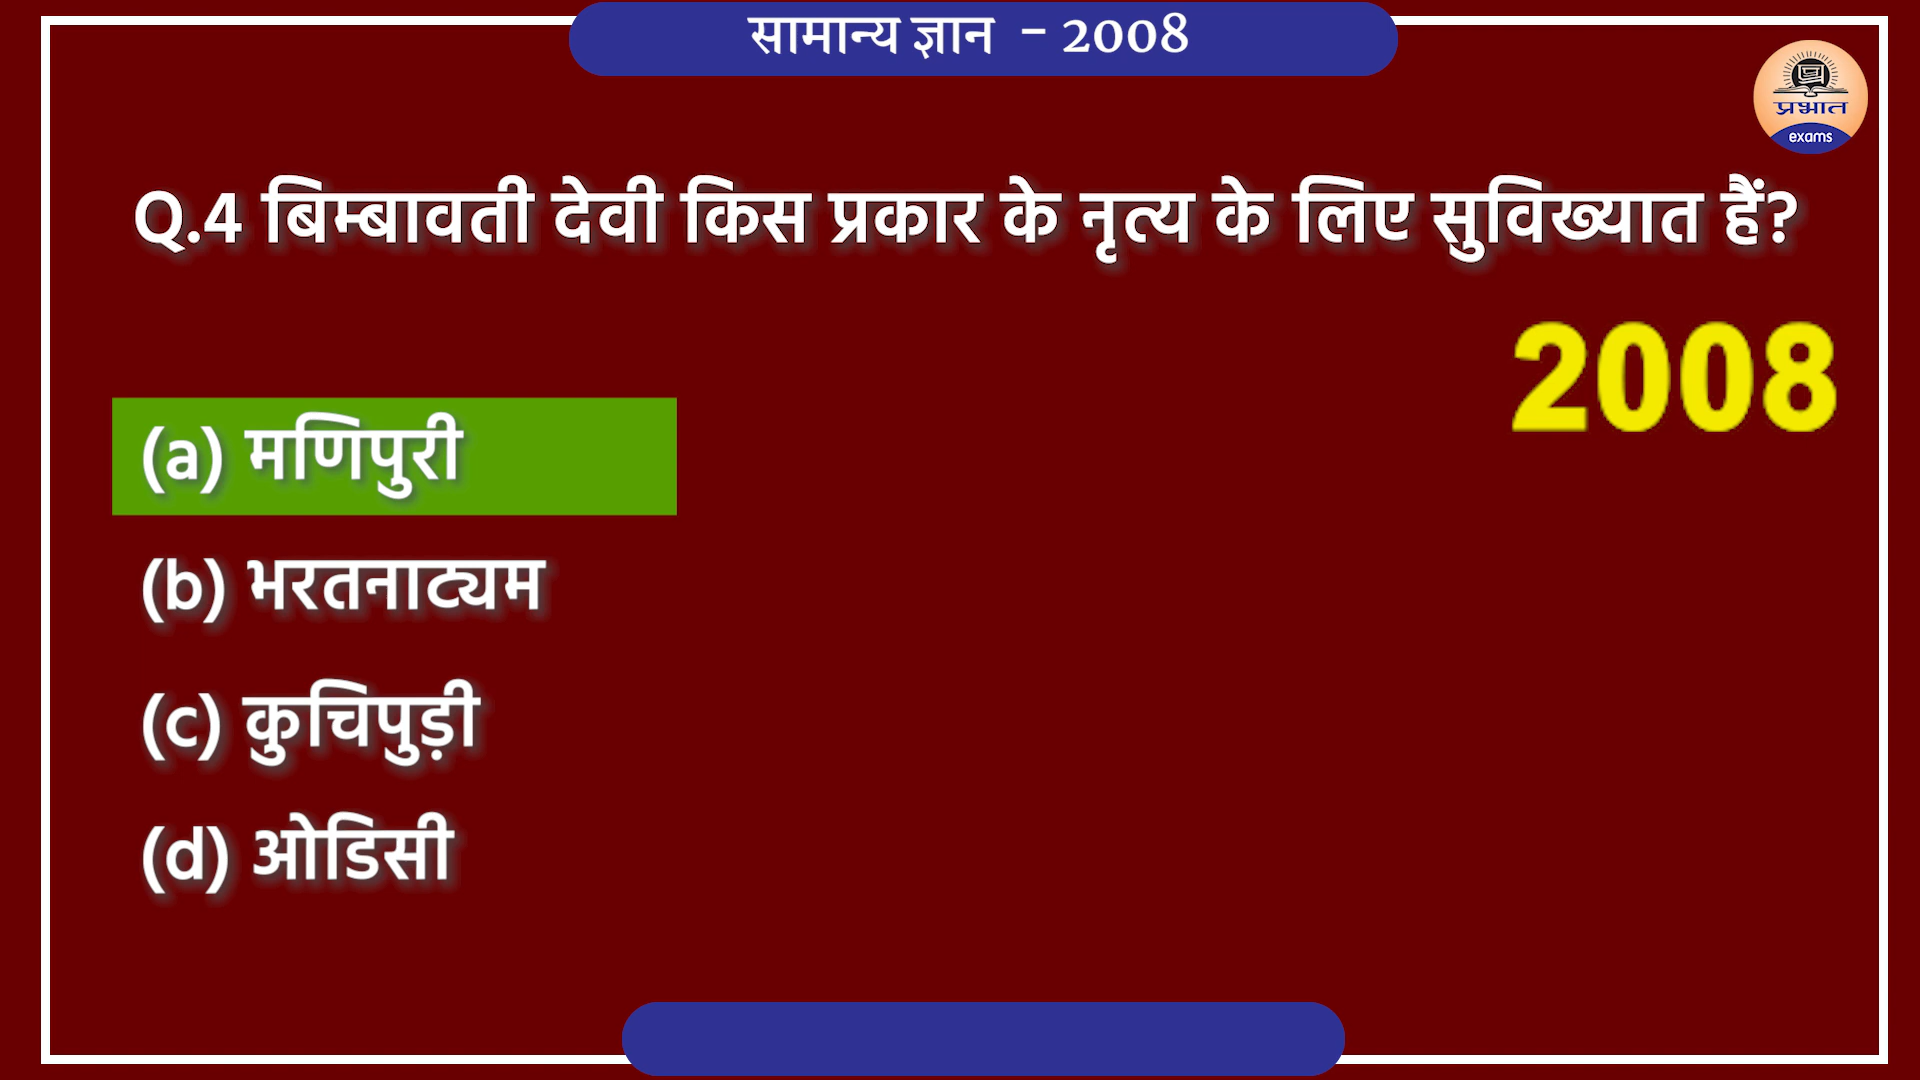 सामान्य ज्ञान - 2008
प्रभात
exams
Q.4 बिम्बावती देवी किस प्रकार के नृत्य के लिए सुविख्यात हैं?
2008
(a) मणिपुरी
(b) भरतनाट्यम
(c) कुचिपुड़ी
(d) ओडिसी